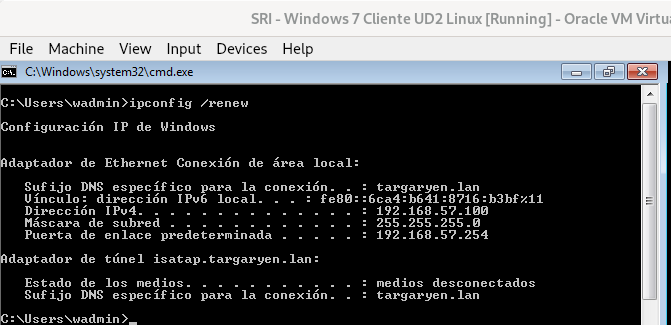 SRI - Windows 7 Cliente UD2 Linux [Running] - Oracle VM Virtu
File Machine View Input Devices Help
C:\Windows\system32\cmd.exe
C:\Users\wadmin>ipconfig /renew
Configuración IP de Windows
Adaptador de Ethernet Conexión de área local:
Sufijo DNS específico para la conexión. . : targaryen.lan
Vínculo: dirección IPv6 local. . . : fe80::6ca4:b641:8716:b3bf%11
Dirección IPv4. . . . . . . . . . . . . . : 192.168.57.100
Máscara de subred . . . . . . . . . . . . : 255.255.255.0
Puerta de enlace predeterminada . . . . . : 192.168.57.254
Adaptador de túnel isatap.targaryen.lan:
Estado de los medios. . . . . . . . . . . : medios desconectados
Sufijo DNS específico para la conexión. . : targaryen.lan
C:\Users\wadmin>_